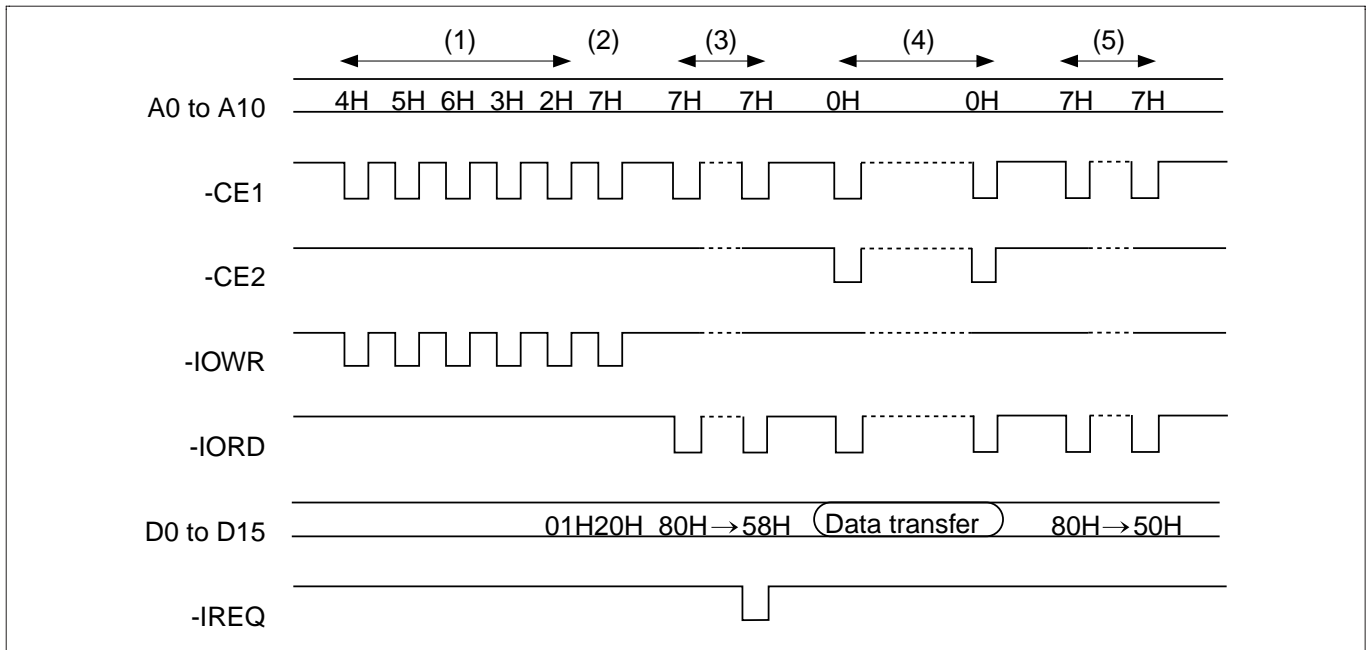 (1) (2) (3) (4) (5)
A0 to A10 4H 5H 6H 3H 2H 7H 7H 7H 0H 0H 7H 7H
-CE1
-CE2
-IOWR
-IORD
D0 to D15 01H20H 80H→58H Data transfer 80H→50H
-IREQ